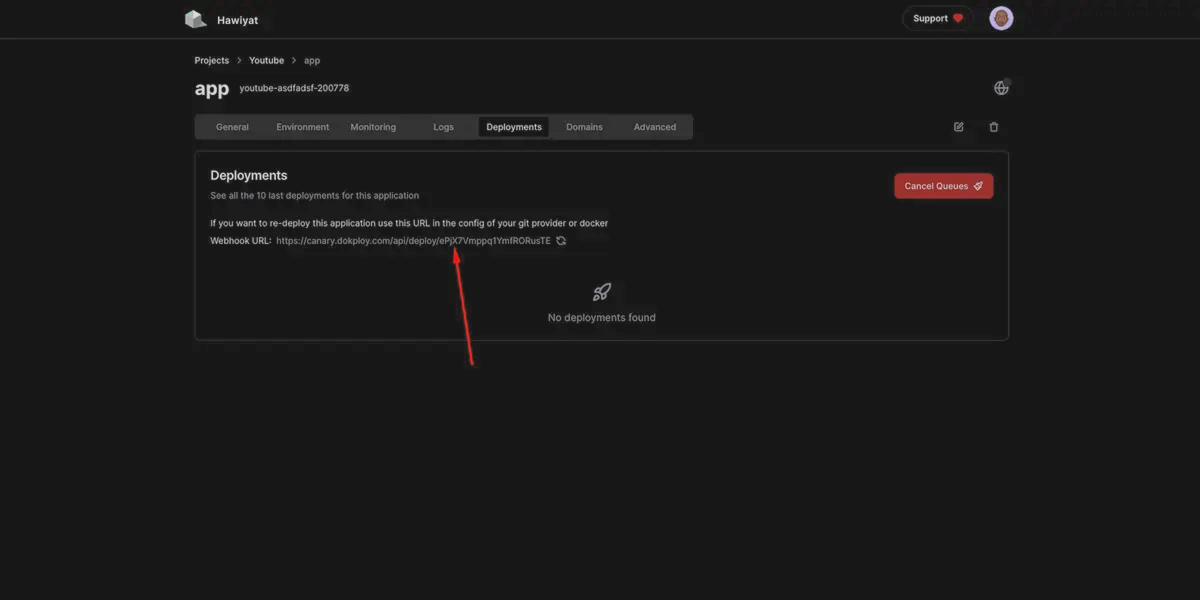 Hawiyat
Support
Projects > Youtube > app
app youtube-asdfadsf-200778
General Environment Monitoring Logs Deployments Domains Advanced
Deployments
Cancel Queues
See all the 10 last deployments for this application
If you want to re-deploy this application use this URL in the config of your git provider or docker
Webhook URL: https://canary.dokploy.com/api/deploy/ePjX7Vmppq1YmfRORusTE
No deployments found